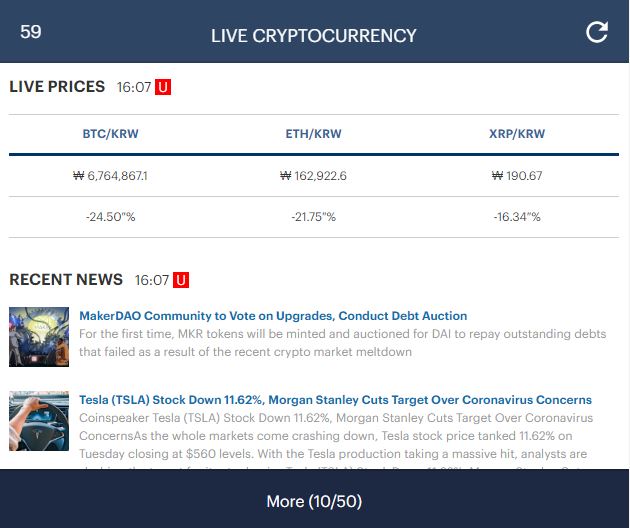 59
LIVE CRYPTOCURRENCY
LIVE PRICES 16:07 U
BTC/KRW ETH/KRW XRP/KRW
₩ 6,764,867.1 ₩ 162,922.6 ₩ 190.67
-24.50"% -21.75"% -16.34"%
RECENT NEWS 16:07 U
MakerDAO Community to Vote on Upgrades, Conduct Debt Auction
For the first time, MKR tokens will be minted and auctioned for DAI to repay outstanding debts
that failed as a result of the recent crypto market meltdown
Tesla (TSLA) Stock Down 11.62%, Morgan Stanley Cuts Target Over Coronavirus Concerns
Coinspeaker Tesla (TSLA) Stock Down 11.62%, Morgan Stanley Cuts Target Over Coronavirus
ConcernsAs the whole markets come crashing down, Tesla stock price tanked 11.62% on
Tuesday closing at $560 levels. With the Tesla production taking a massive hit, analysts are
More (10/50)